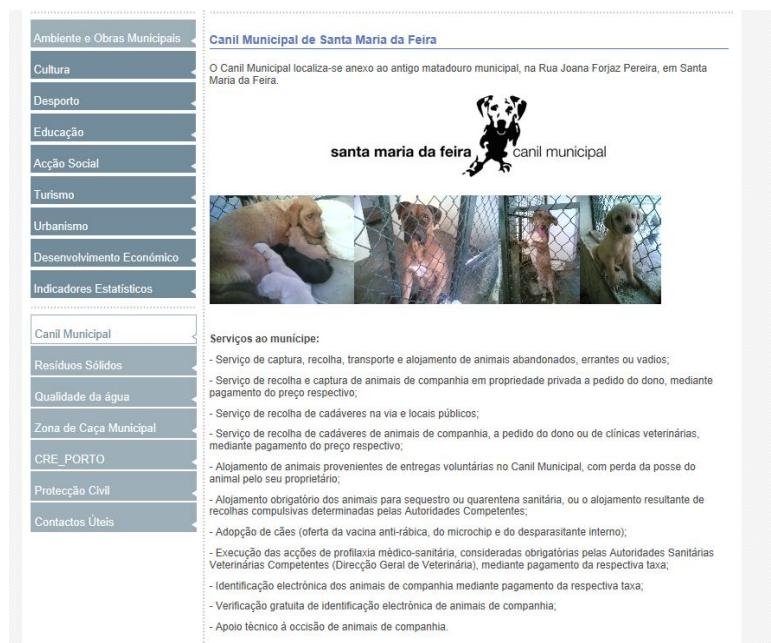 Ambiente e Obras Municipais
Cultura
Desporto
Educação
Acção Social
Turismo
Urbanismo
Desenvolvimento Económico
Indicadores Estatísticos
Canil Municipal
Resíduos Sólidos
Qualidade da água
Zona de Caça Municipal
CRE_PORTO
Protecção Civil
Contactos Úteis
Canil Municipal de Santa Maria da Feira
O Canil Municipal localiza-se anexo ao antigo matadouro municipal, na Rua Joana Forjaz Pereira, em Santa
Maria da Feira.
santa maria da feira canil municipal
Serviços ao munícipe:
- Serviço de captura, recolha, transporte e alojamento de animais abandonados, errantes ou vadios;
- Serviço de recolha e captura de animais de companhia em propriedade privada a pedido do dono, mediante
pagamento do preço respectivo;
- Serviço de recolha de cadáveres na via e locais públicos;
- Serviço de recolha de cadáveres de animais de companhia, a pedido do dono ou de clínicas veterinárias,
mediante pagamento do preço respectivo;
- Alojamento de animais provenientes de entregas voluntárias no Canil Municipal, com perda da posse do
animal pelo seu proprietário;
- Alojamento obrigatório dos animais para sequestro ou quarentena sanitária, ou o alojamento resultante de
recolhas compulsivas determinadas pelas Autoridades Competentes;
- Adopção de cães (oferta da vacina anti-rábica, do microchip e do desparasitante interno);
- Execução das acções de profilaxia médico-sanitária, consideradas obrigatórias pelas Autoridades Sanitárias
Veterinárias Competentes (Direcção Geral de Veterinária), mediante pagamento da respectiva taxa;
- Identificação electrónica dos animais de companhia mediante pagamento da respectiva taxa;
- Verificação gratuita de identificação electrónica de animais de companhia;
- Apoio técnico à occisão de animais de companhia.